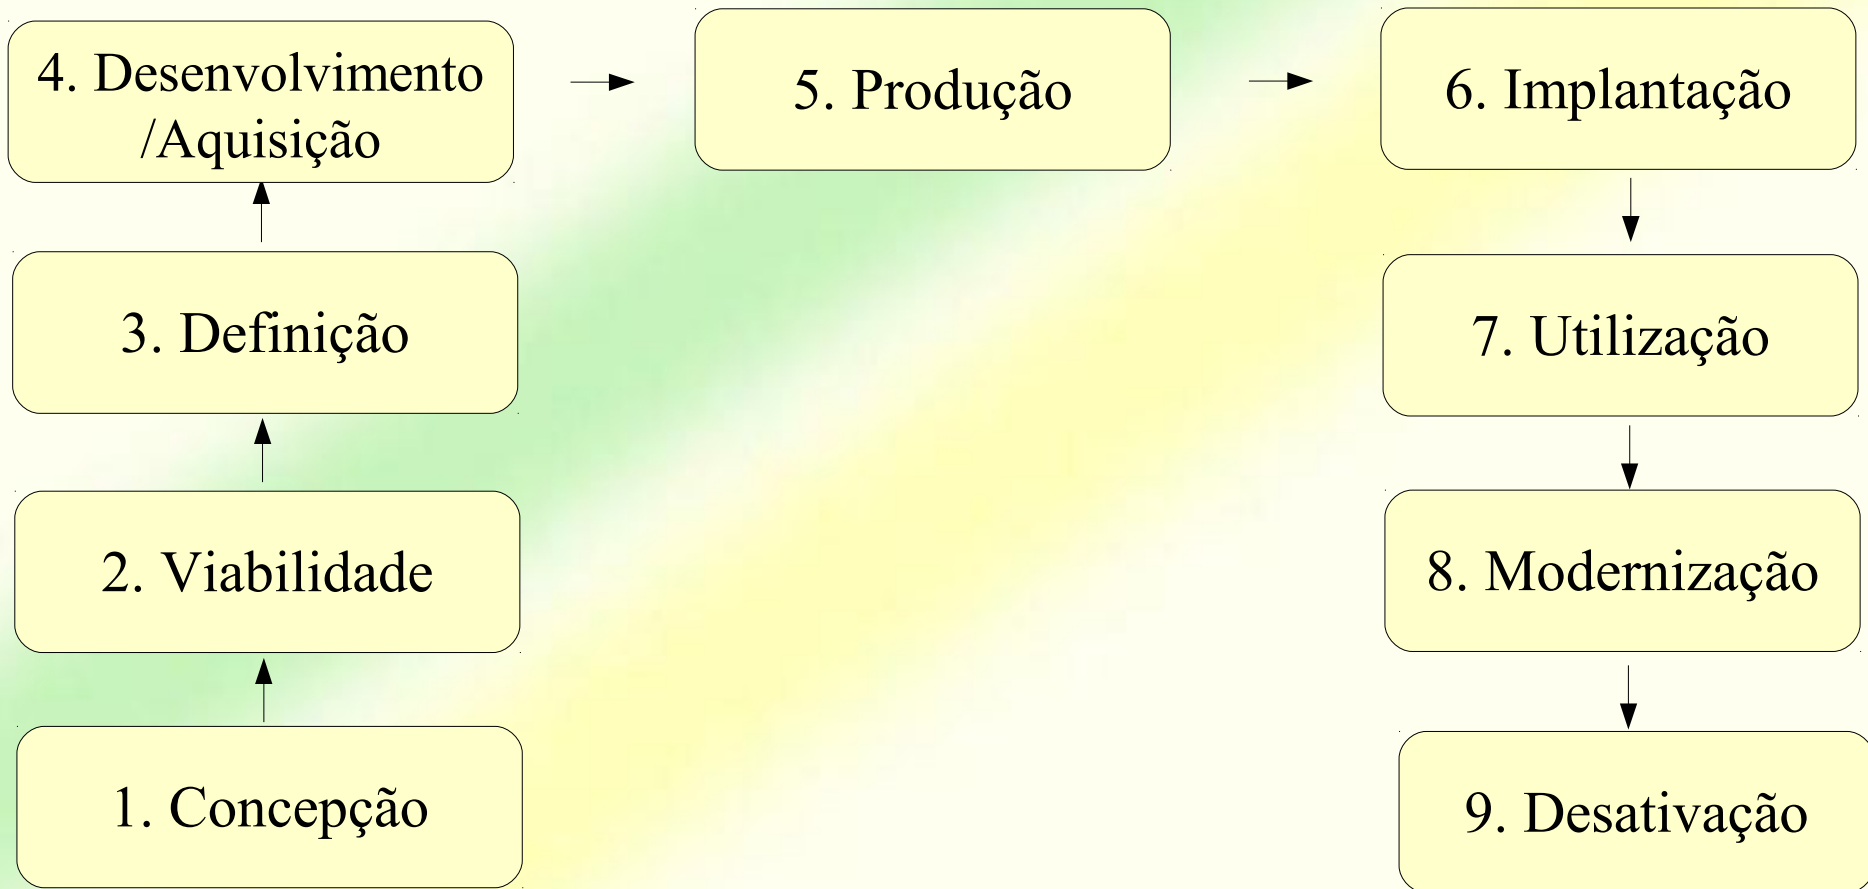 4. Desenvolvimento
/Aquisição
5. Produção
6. Implantação
3. Definição
7. Utilização
2. Viabilidade
8. Modernização
1. Concepção
9. Desativação